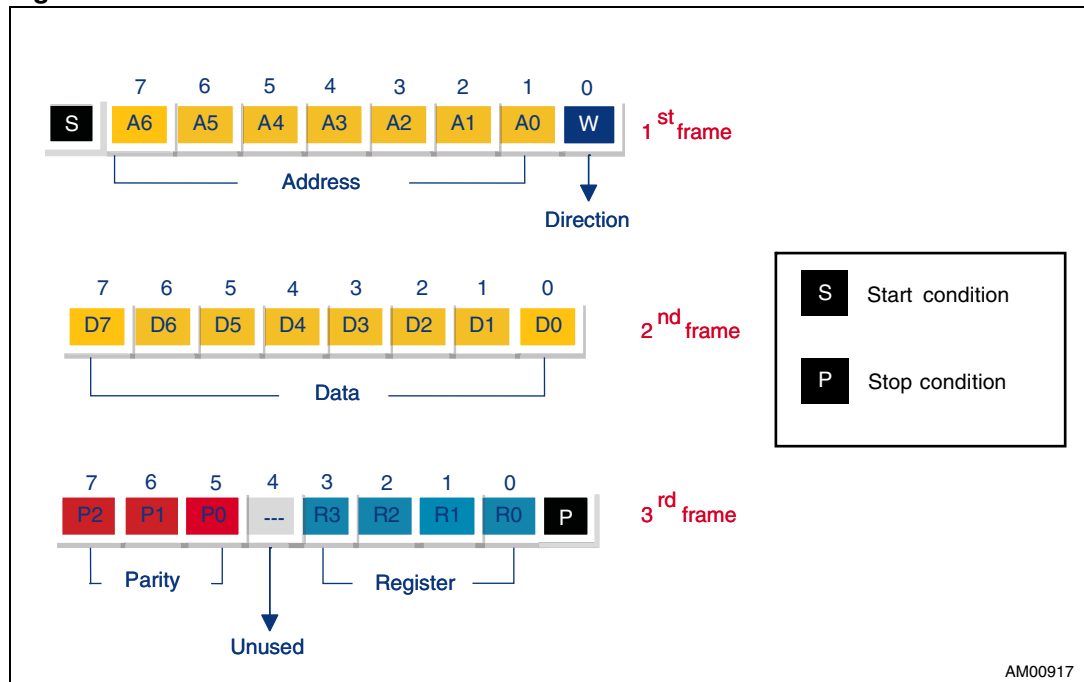 7 6 5 4 3 2 1 0
S A6 A5 A4 A3 A2 A1 A0 W 1st frame
Address
Direction
7 6 5 4 3 2 1 0
D7 D6 D5 D4 D3 D2 D1 D0 2nd frame
Data
S Start condition
P Stop condition
7 6 5 4 3 2 1 0
P2 P1 P0 --- R3 R2 R1 R0 P 3rd frame
Parity Register
Unused
AM00917